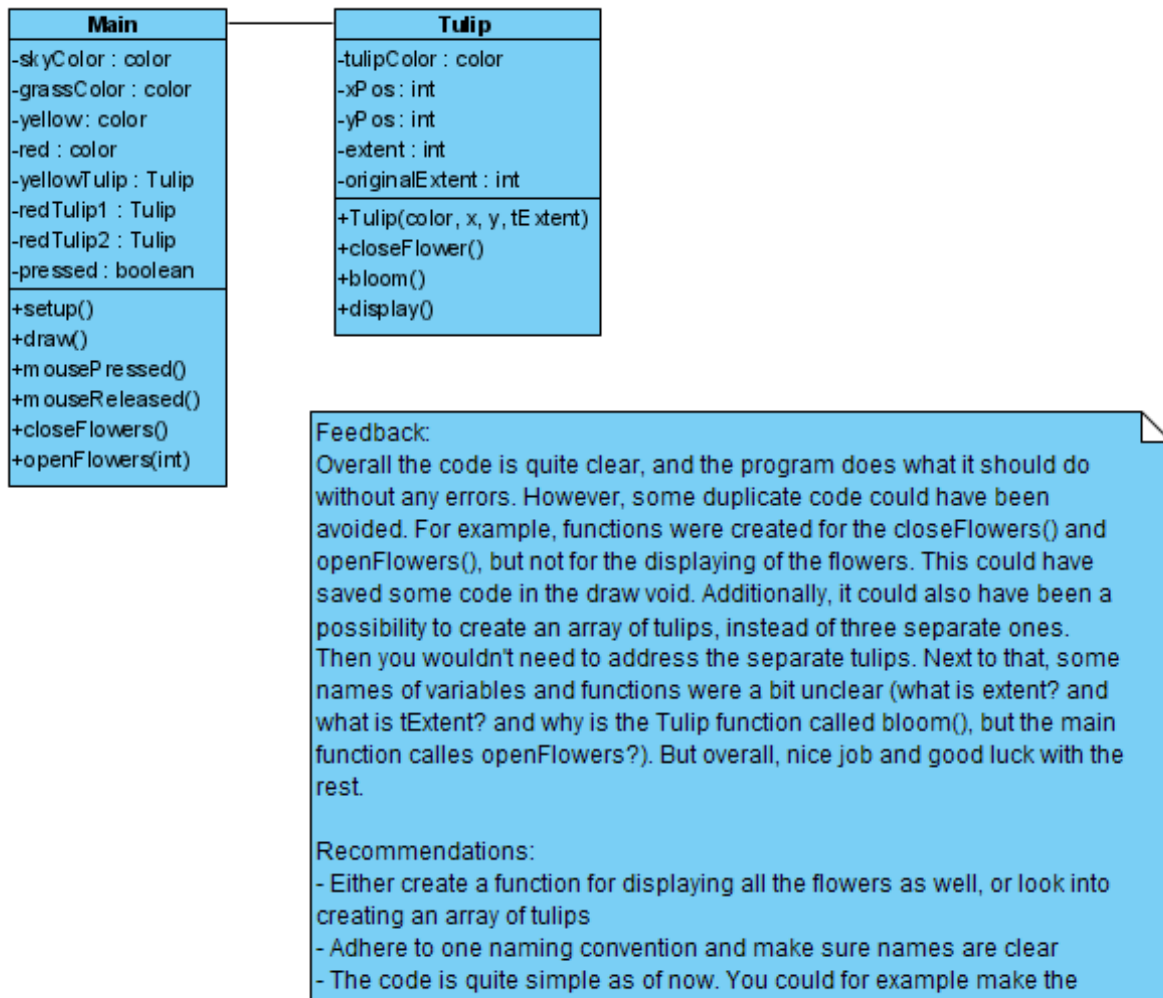 Main
-skyColor : color
-grassColor : color
-yellow : color
-red : color
-yellowTulip : Tulip
-redTulip1 : Tulip
-redTulip2 : Tulip
-pressed : boolean
+setup()
+draw()
+mousePressed()
+mouseReleased()
+closeFlowers()
+openFlowers(int)
Tulip
-tulipColor : color
-xPos : int
-yPos : int
-extent : int
-originalExtent : int
+Tulip(color, x, y, tExtent)
+closeFlower()
+bloom()
+display()
Feedback:
Overall the code is quite clear, and the program does what it should do
without any errors. However, some duplicate code could have been
avoided. For example, functions were created for the closeFlowers() and
openFlowers(), but not for the displaying of the flowers. This could have
saved some code in the draw void. Additionally, it could also have been a
possibility to create an array of tulips, instead of three separate ones.
Then you wouldn't need to address the separate tulips. Next to that, some
names of variables and functions were a bit unclear (what is extent? and
what is tExtent? and why is the Tulip function called bloom(), but the main
function calles openFlowers?). But overall, nice job and good luck with the
rest.
Recommendations:
- Either create a function for displaying all the flowers as well, or look into
creating an array of tulips
- Adhere to one naming convention and make sure names are clear
- The code is quite simple as of now. You could for example make the